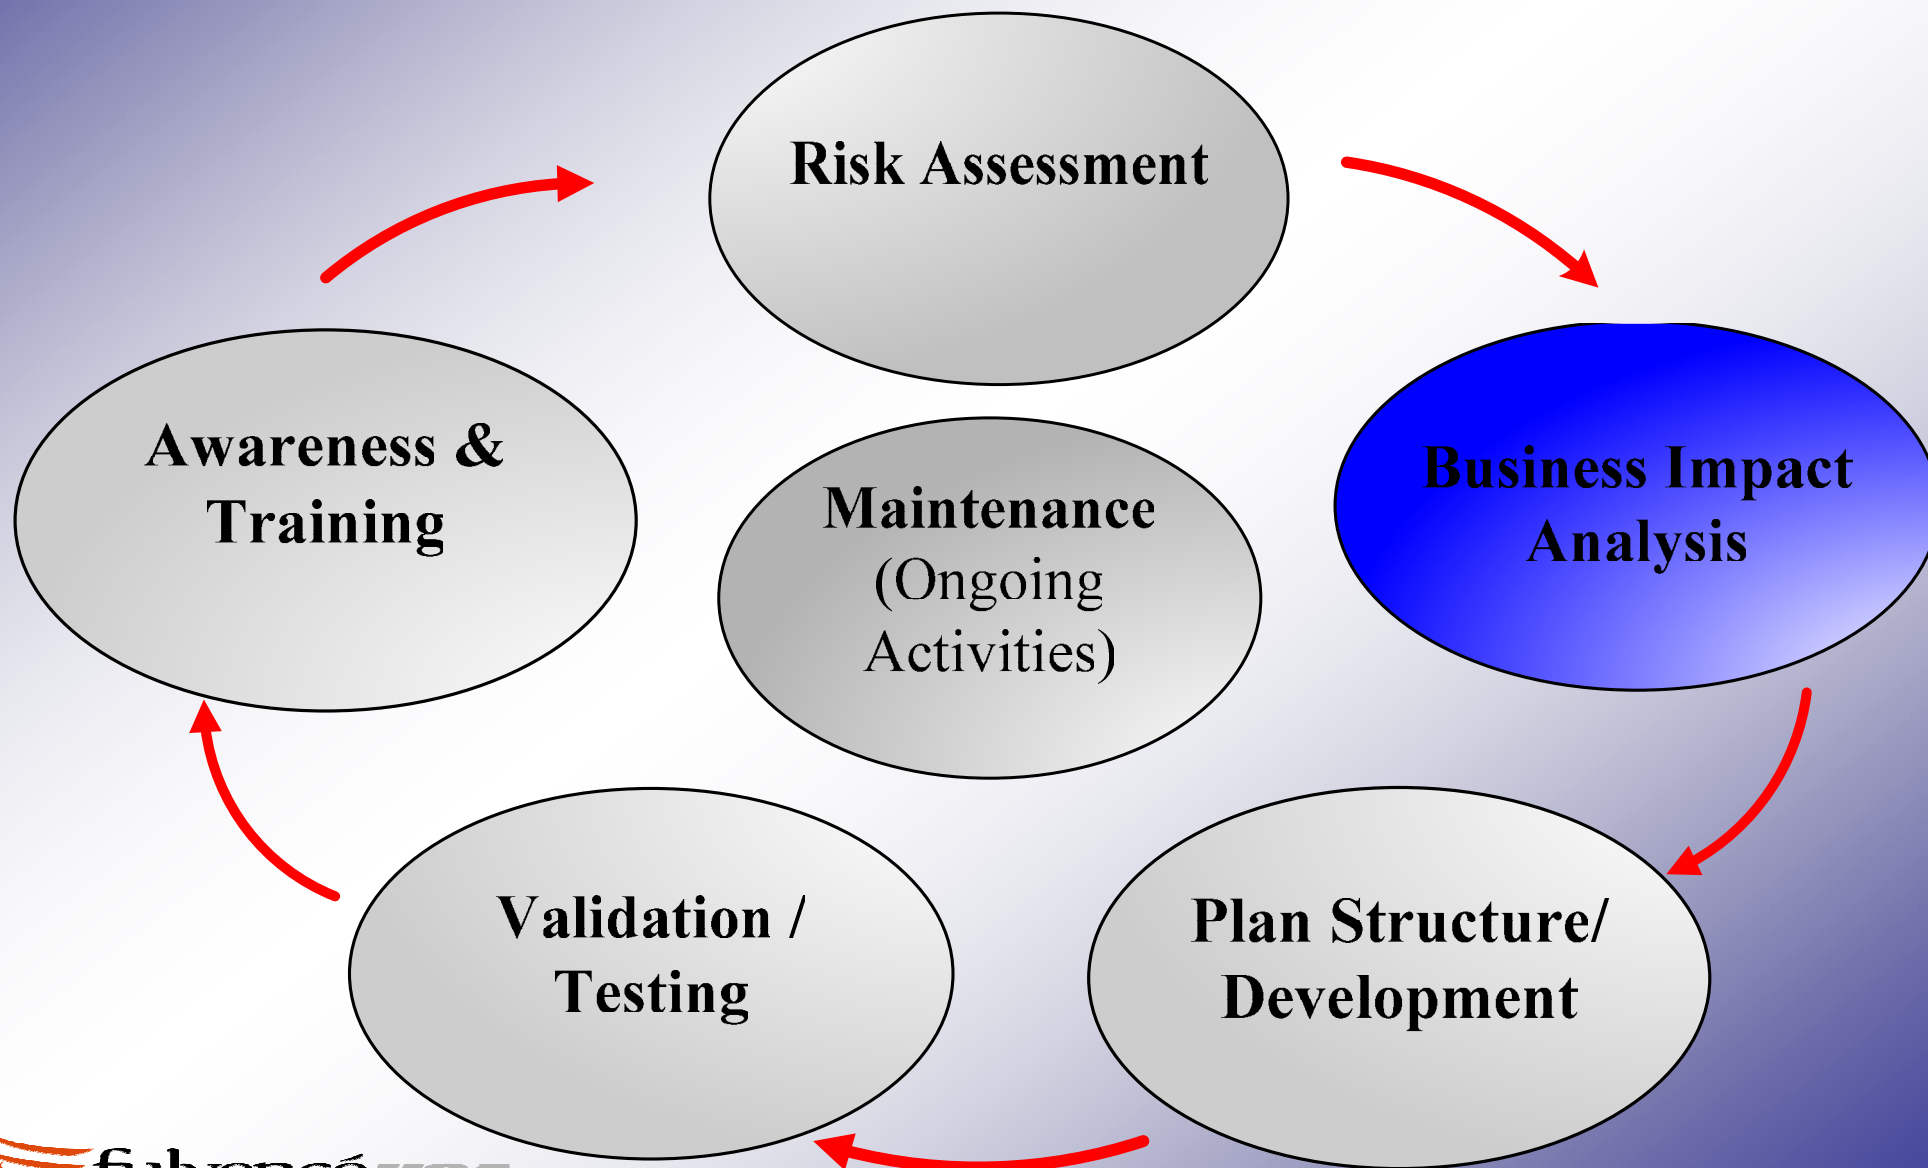 Risk Assessment
Awareness &
Training
Maintenance
(Ongoing
Activities)
Business Impact
Analysis
Validation /
Testing
Plan Structure/
Development